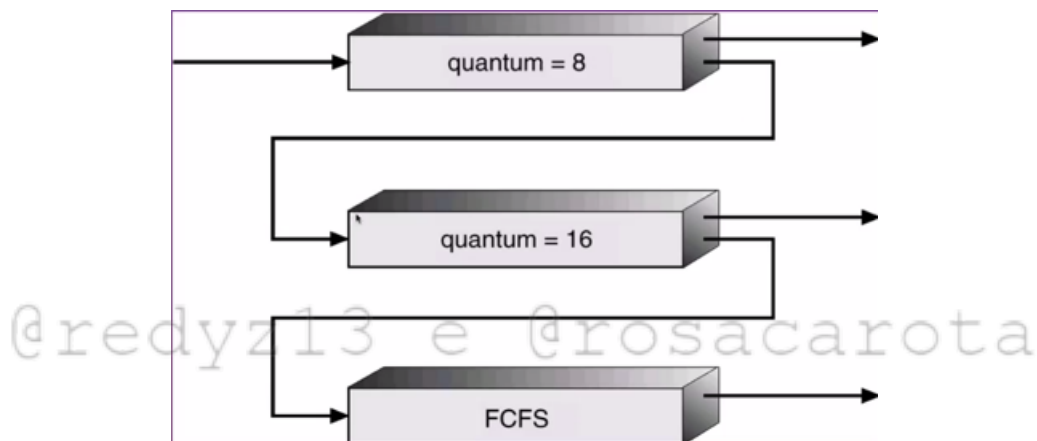 quantum = 8
quantum = 16
@redyz13 e @rosacarota
FCFS